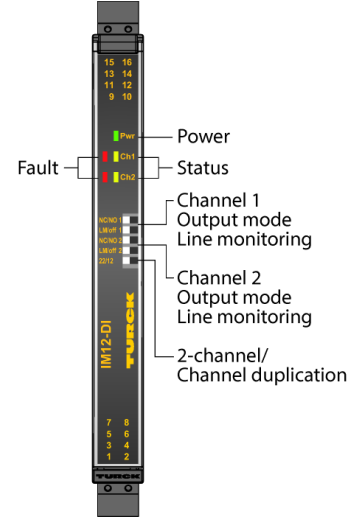 15 16
13 14
11 12
9 10
Pwr
Power
Fault
Ch1
Status
Ch2
Channel 1
Output mode
Line monitoring
NC/NO 1
LM/off 1
NC/NO 2
LM/off 2
22/12
Channel 2
Output mode
Line monitoring
2-channel/
Channel duplication
IM12-DI
TURCK
7 8
5 6
3 4
1 2
TURCK